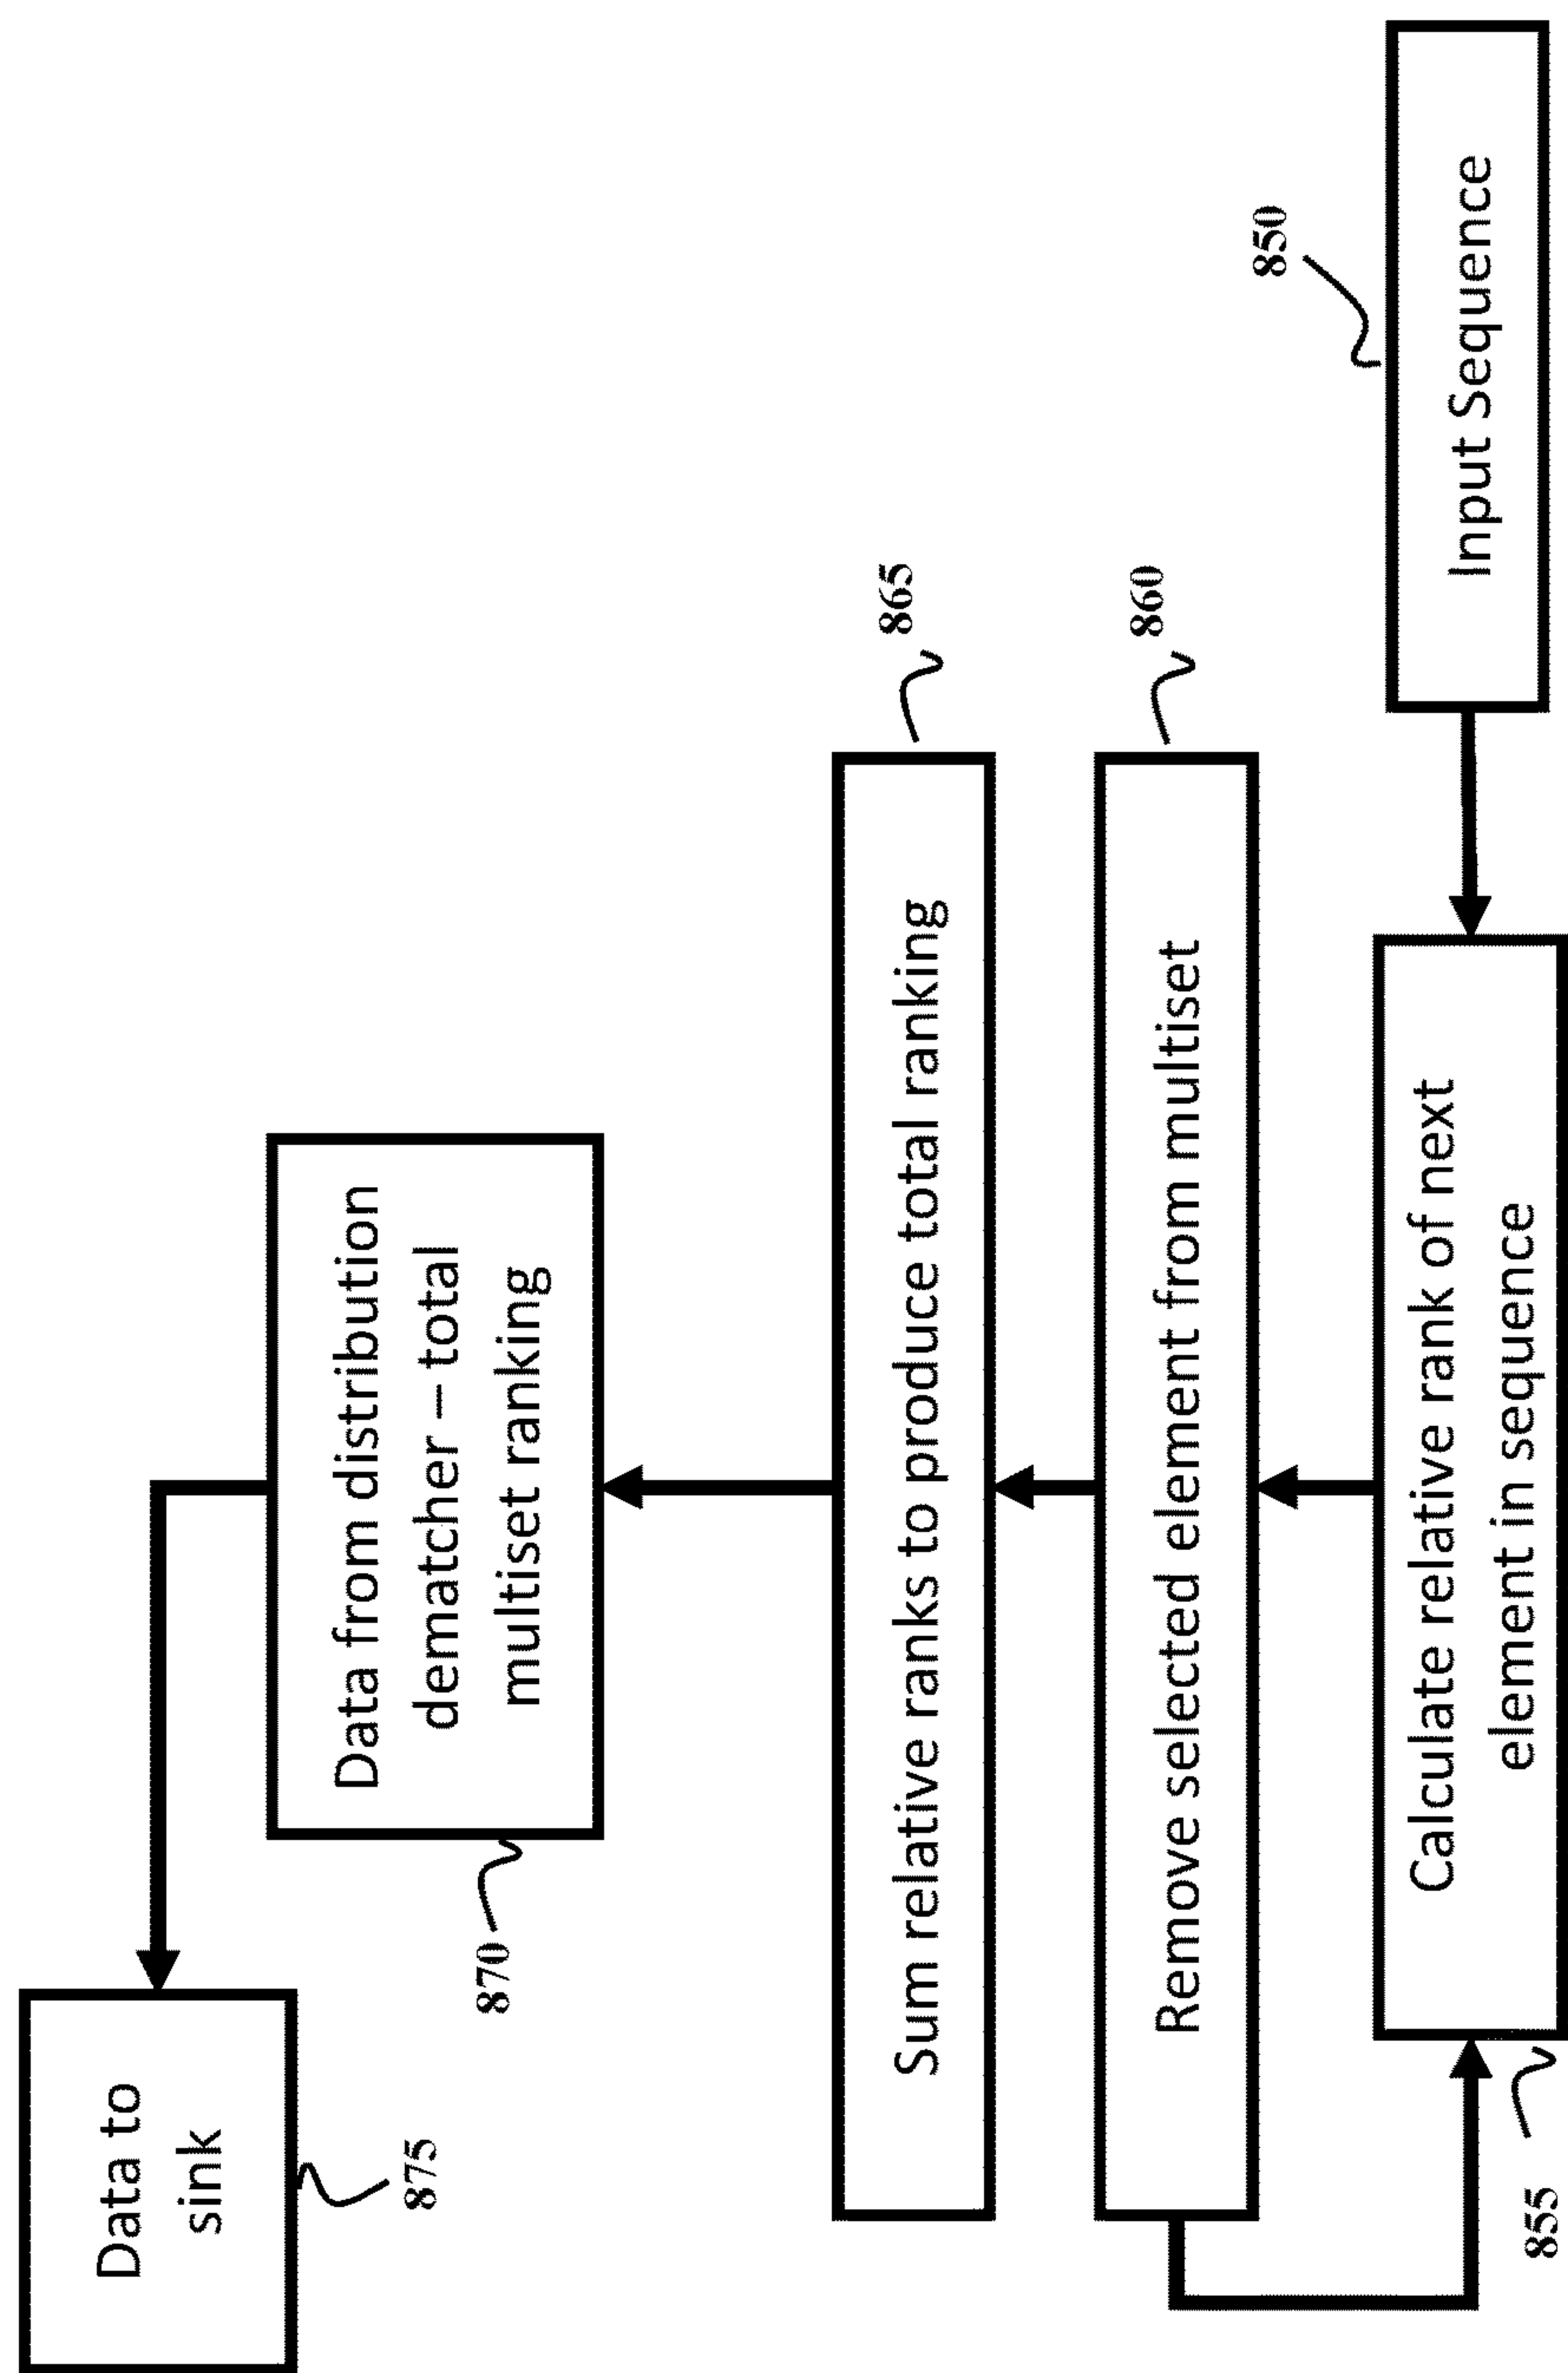 Data to
sink
875
Data from distribution
dematcher – total
multiset ranking
870
Sum relative ranks to produce total ranking
865
Remove selected element from multiset
860
Calculate relative rank of next
element in sequence
855
Input Sequence
850